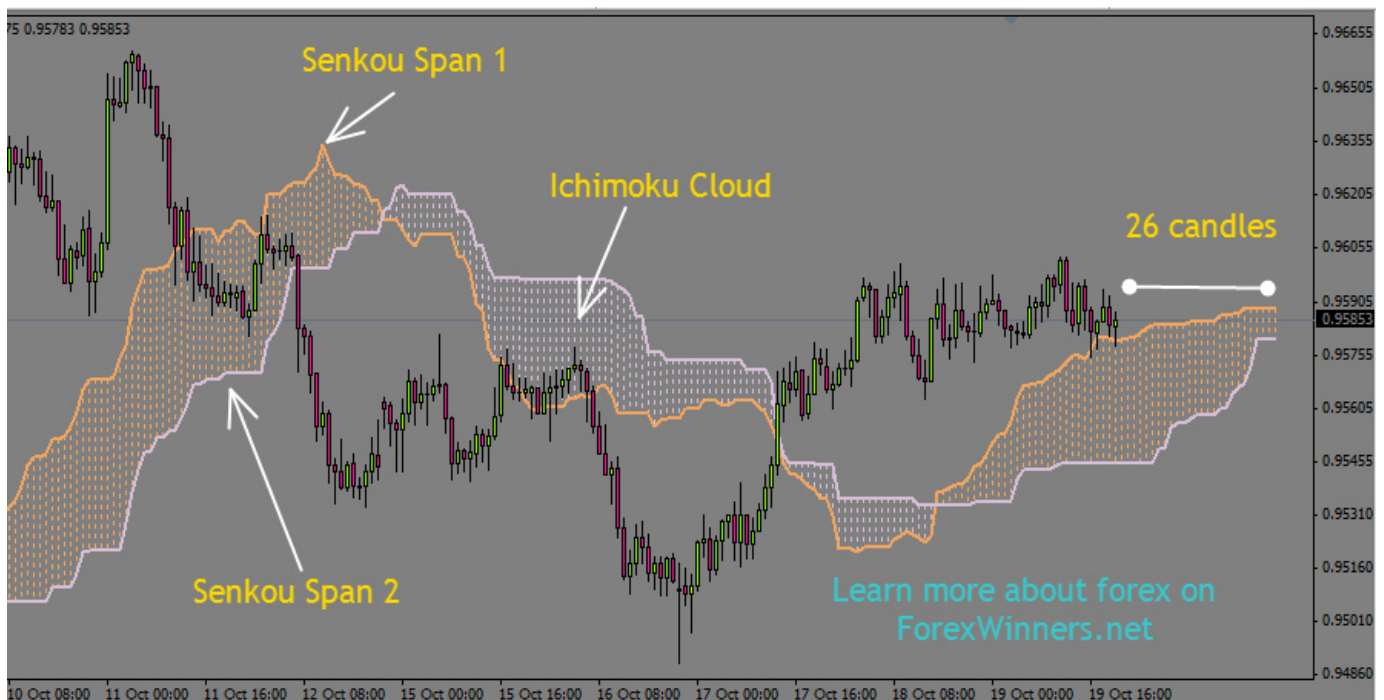 75 0.95783 0.95853
Senkou Span 1
Ichimoku Cloud
26 candles
Senkou Span 2
Learn more about forex on
ForexWinners.net
0.96655
0.96505
0.96355
0.96205
0.96055
0.95905
0.95853
0.95755
0.95605
0.95455
0.95310
0.95160
0.95010
0.94860
10 Oct 08:00 11 Oct 00:00 11 Oct 16:00 12 Oct 08:00 15 Oct 00:00 15 Oct 16:00 16 Oct 08:00 17 Oct 00:00 17 Oct 16:00 18 Oct 08:00 19 Oct 00:00 19 Oct 16:00